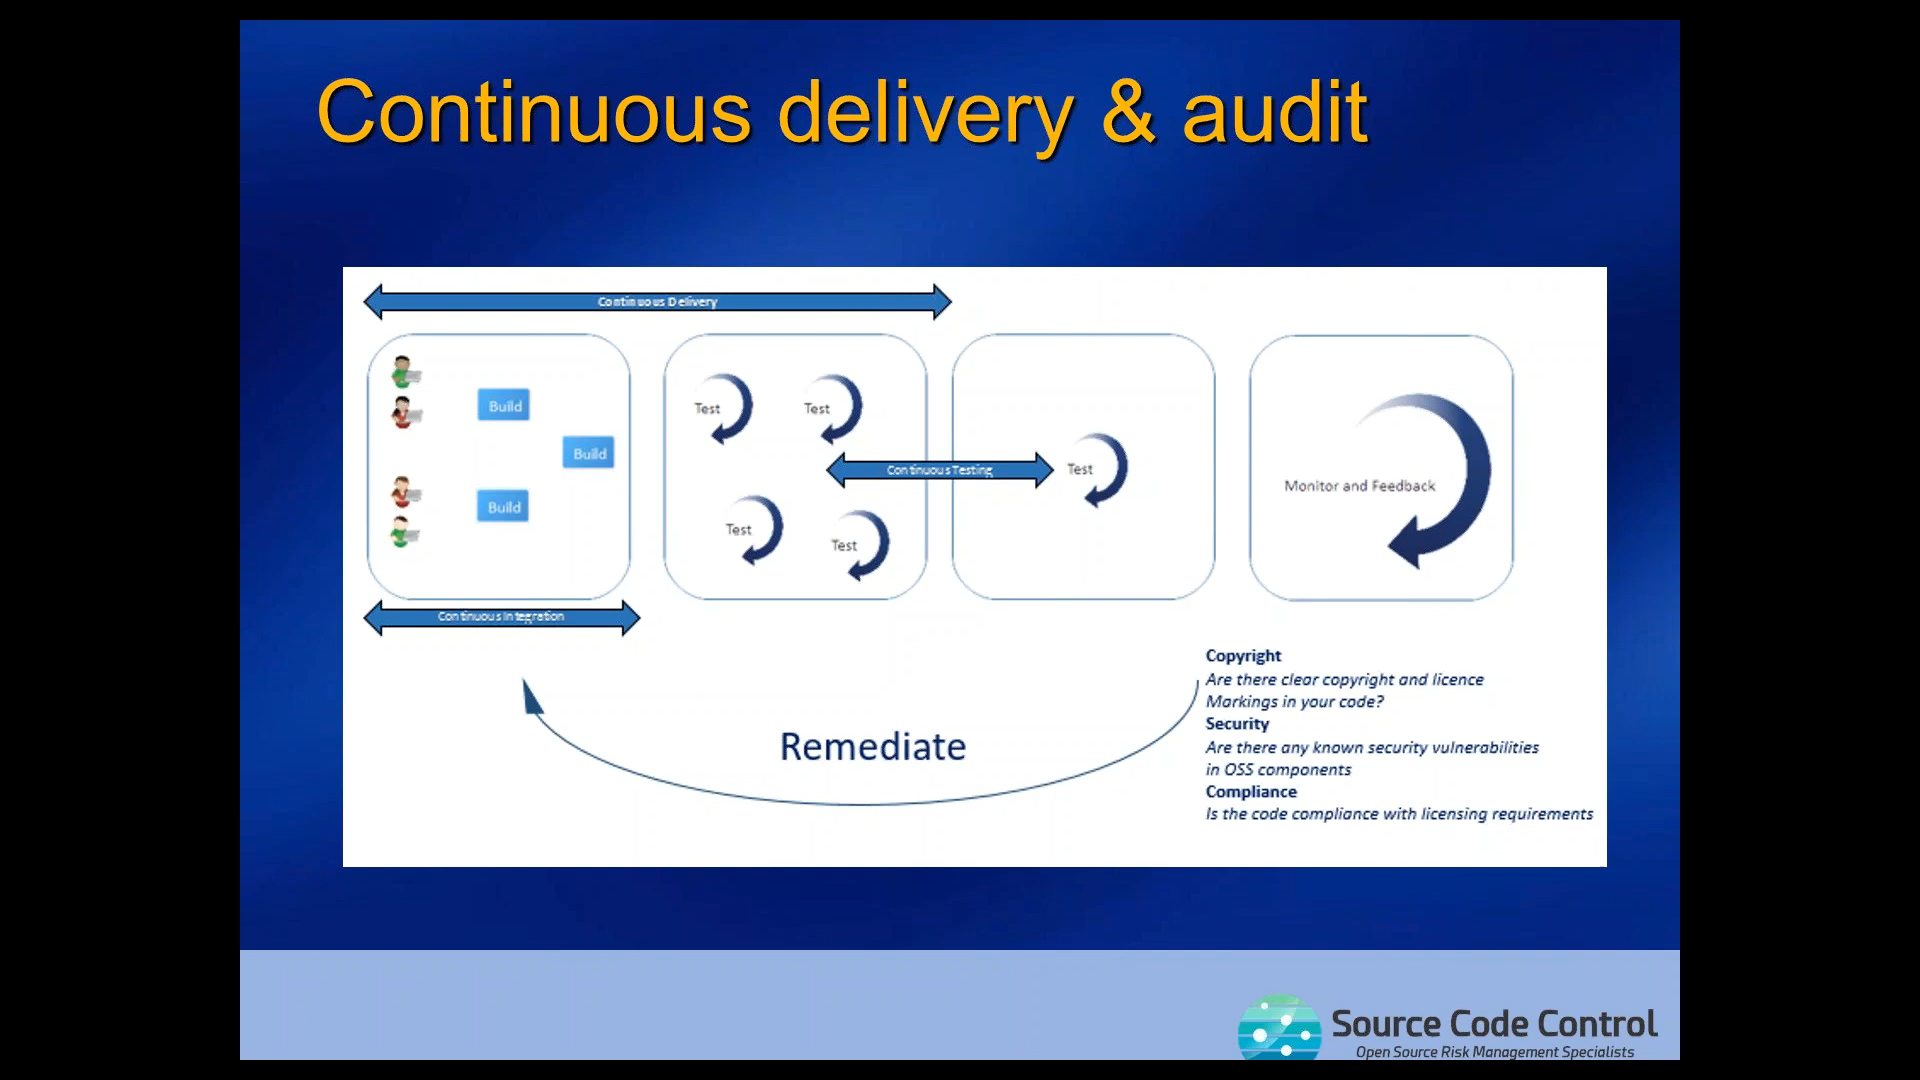 Continuous delivery & audit
Continuous Delivery
Build
Build
Build
Test
Test
Test
Test
Continuous Testing
Test
Monitor and Feedback
Continuous Integration
Remediate
Copyright
Are there clear copyright and licence
Markings in your code?
Security
Are there any known security vulnerabilities
in OSS components
Compliance
Is the code compliance with licensing requirements
Source Code Control
Open Source Risk Management Specialists